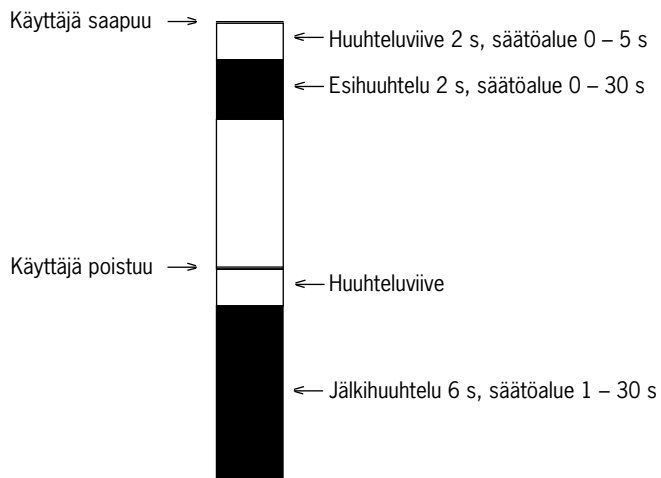 Käyttäjä saapuu
Huuhteluviive 2 s, säätöalue 0 – 5 s
Esihuuhtelu 2 s, säätöalue 0 – 30 s
Käyttäjä poistuu
Huuhteluviive
Jälkihuuhtelu 6 s, säätöalue 1 – 30 s